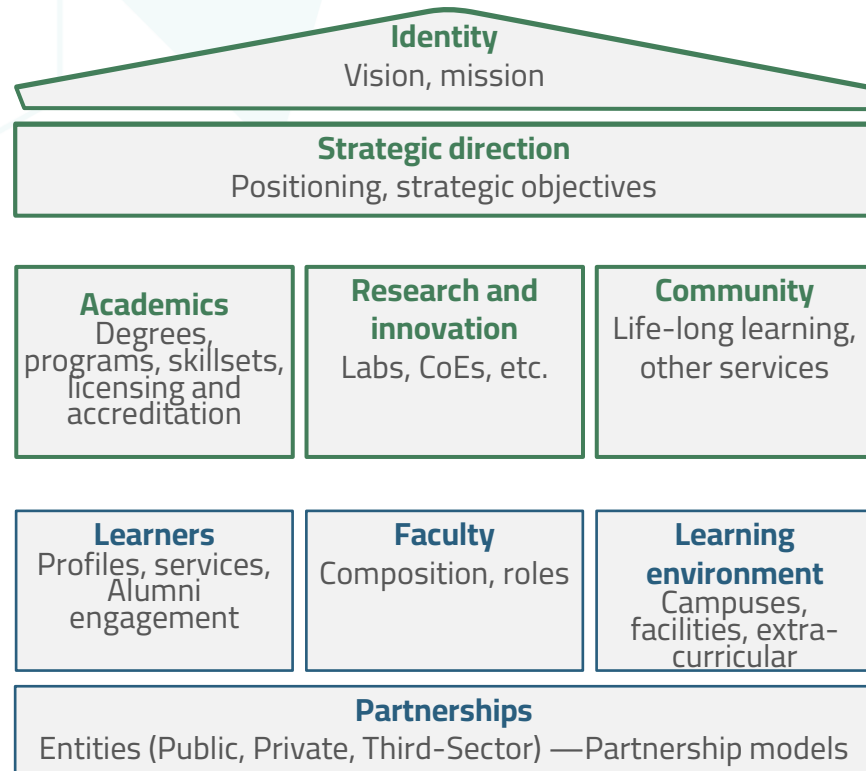 Identity
Vision, mission
Strategic direction
Positioning, strategic objectives
Academics
Degrees,
programs, skillsets,
licensing and
accreditation
Research and
innovation
Labs, CoEs, etc.
Community
Life-long learning,
other services
Learners
Profiles, services,
Alumni
engagement
Faculty
Composition, roles
Learning
environment
Campuses,
facilities, extra-
curricular
Partnerships
Entities (Public, Private, Third-Sector) —Partnership models